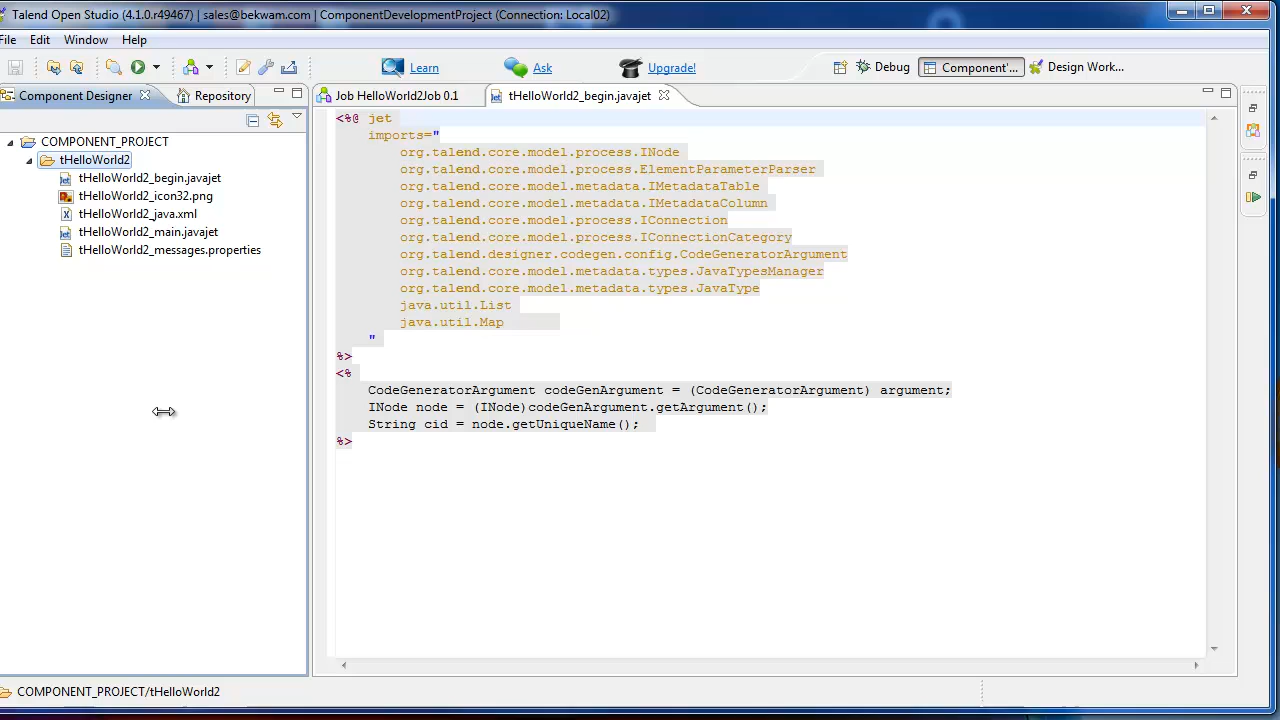 Talend Open Studio (4.1.0.r49467) | sales@bekwam.com | ComponentDevelopmentProject (Connection: Local02)
File Edit Window Help
Learn Ask Upgrade! Debug Component'... Design Work...
Component Designer Repository
Job HelloWorld2Job 0.1 tHelloWorld2_begin.javajet
COMPONENT_PROJECT
tHelloWorld2
tHelloWorld2_begin.javajet
tHelloWorld2_icon32.png
tHelloWorld2_java.xml
tHelloWorld2_main.javajet
tHelloWorld2_messages.properties
<%@ jet
imports="
org.talend.core.model.process.INode
org.talend.core.model.process.ElementParameterParser
org.talend.core.model.metadata.IMetadataTable
org.talend.core.model.metadata.IMetadataColumn
org.talend.core.model.process.IConnection
org.talend.core.model.process.IConnectionCategory
org.talend.designer.codegen.config.CodeGeneratorArgument
org.talend.core.model.metadata.types.JavaTypesManager
org.talend.core.model.metadata.types.JavaType
java.util.List
java.util.Map
"
%>
<%
CodeGeneratorArgument codeGenArgument = (CodeGeneratorArgument) argument;
INode node = (INode)codeGenArgument.getArgument();
String cid = node.getUniqueName();
%>
COMPONENT_PROJECT/tHelloWorld2